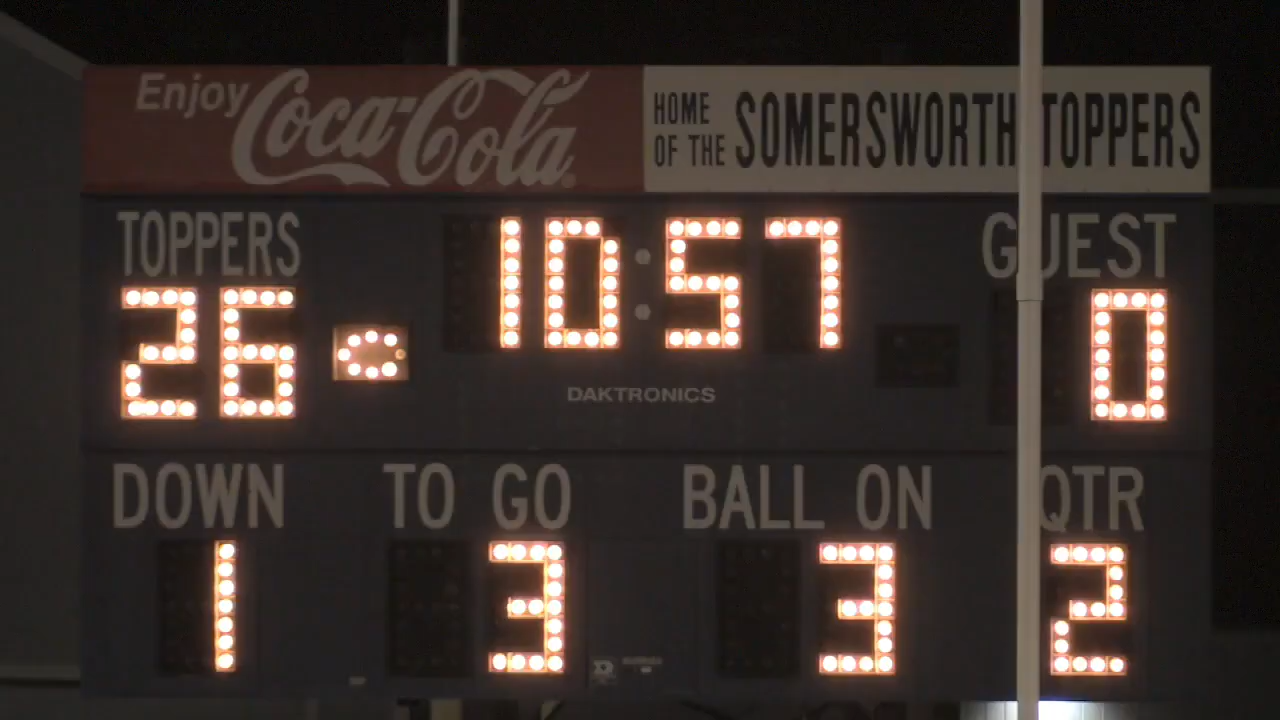 Enjoy Coca-Cola
HOME OF THE SOMERSWORTH TOPPERS
TOPPERS 10:57 GUEST
26 0
DAKTRONICS
DOWN TO GO BALL ON QTR
1 3 3 2